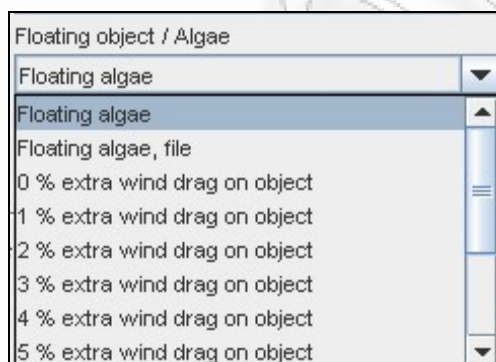 Floating object / Algae
Floating algae
Floating algae
Floating algae, file
0 % extra wind drag on object
1 % extra wind drag on object
2 % extra wind drag on object
3 % extra wind drag on object
4 % extra wind drag on object
5 % extra wind drag on object